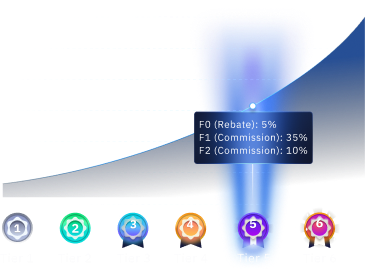 F0 (Rebate): 5%
F1 (Commission): 35%
F2 (Commission): 10%
1 2 3 4 5 6